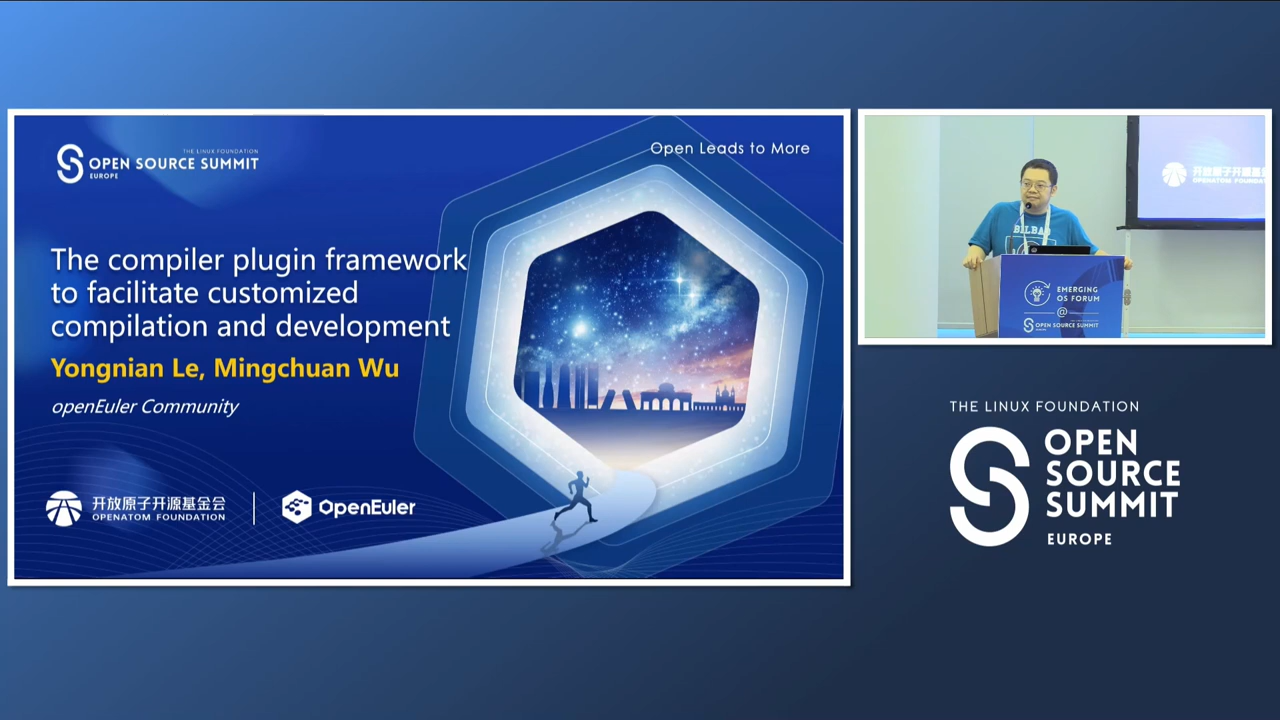 THE LINUX FOUNDATION
OPEN SOURCE SUMMIT
EUROPE
Open Leads to More
The compiler plugin framework
to facilitate customized
compilation and development
Yongnian Le, Mingchuan Wu
openEuler Community
开放原子开源基金会
OPENATOM FOUNDATION
OpenEuler
开放原子开源基金会
OPENATOM
BILBAO
EMERGING
OS FORUM
@
OPEN SOURCE SUMMIT
THE LINUX FOUNDATION
OPEN
SOURCE
SUMMIT
EUROPE